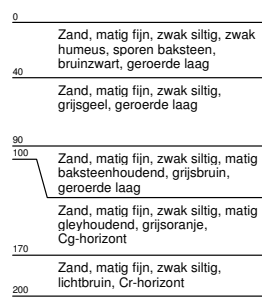 0
Zand, matig fijn, zwak siltig, zwak
humeus, sporen baksteen,
bruinzwart, geroerde laag
40
Zand, matig fijn, zwak siltig,
grijsgeel, geroerde laag
90
100
Zand, matig fijn, zwak siltig, matig
baksteenhoudend, grijsbruin,
geroerde laag
Zand, matig fijn, zwak siltig, matig
gleyhoudend, grijsoranje,
Cg-horizont
170
Zand, matig fijn, zwak siltig,
lichtbruin, Cr-horizont
200